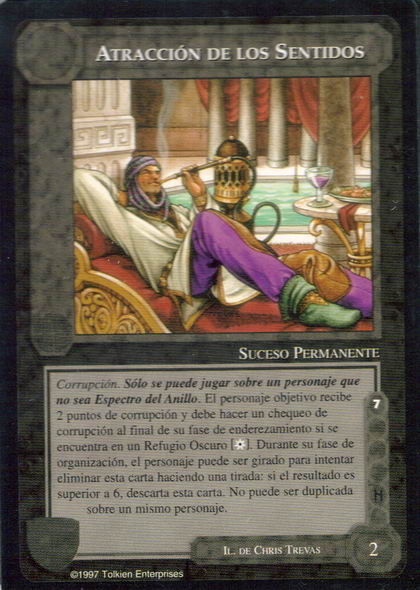 ATRACCIÓN DE LOS SENTIDOS
SUCESO PERMANENTE
Corrupción. Sólo se puede jugar sobre un personaje que
no sea Espectro del Anillo. El personaje objetivo recibe
2 puntos de corrupción y debe hacer un chequeo de
corrupción al final de su fase de enderezamiento si se
encuentra en un Refugio Oscuro []. Durante su fase de
organización, el personaje puede ser girado para intentar
eliminar esta carta haciendo una tirada: si el resultado es
superior a 6, descarta esta carta. No puede ser duplicada
sobre un mismo personaje.
7
H
IL. DE CHRIS TREVAS
2
©1997 Tolkien Enterprises